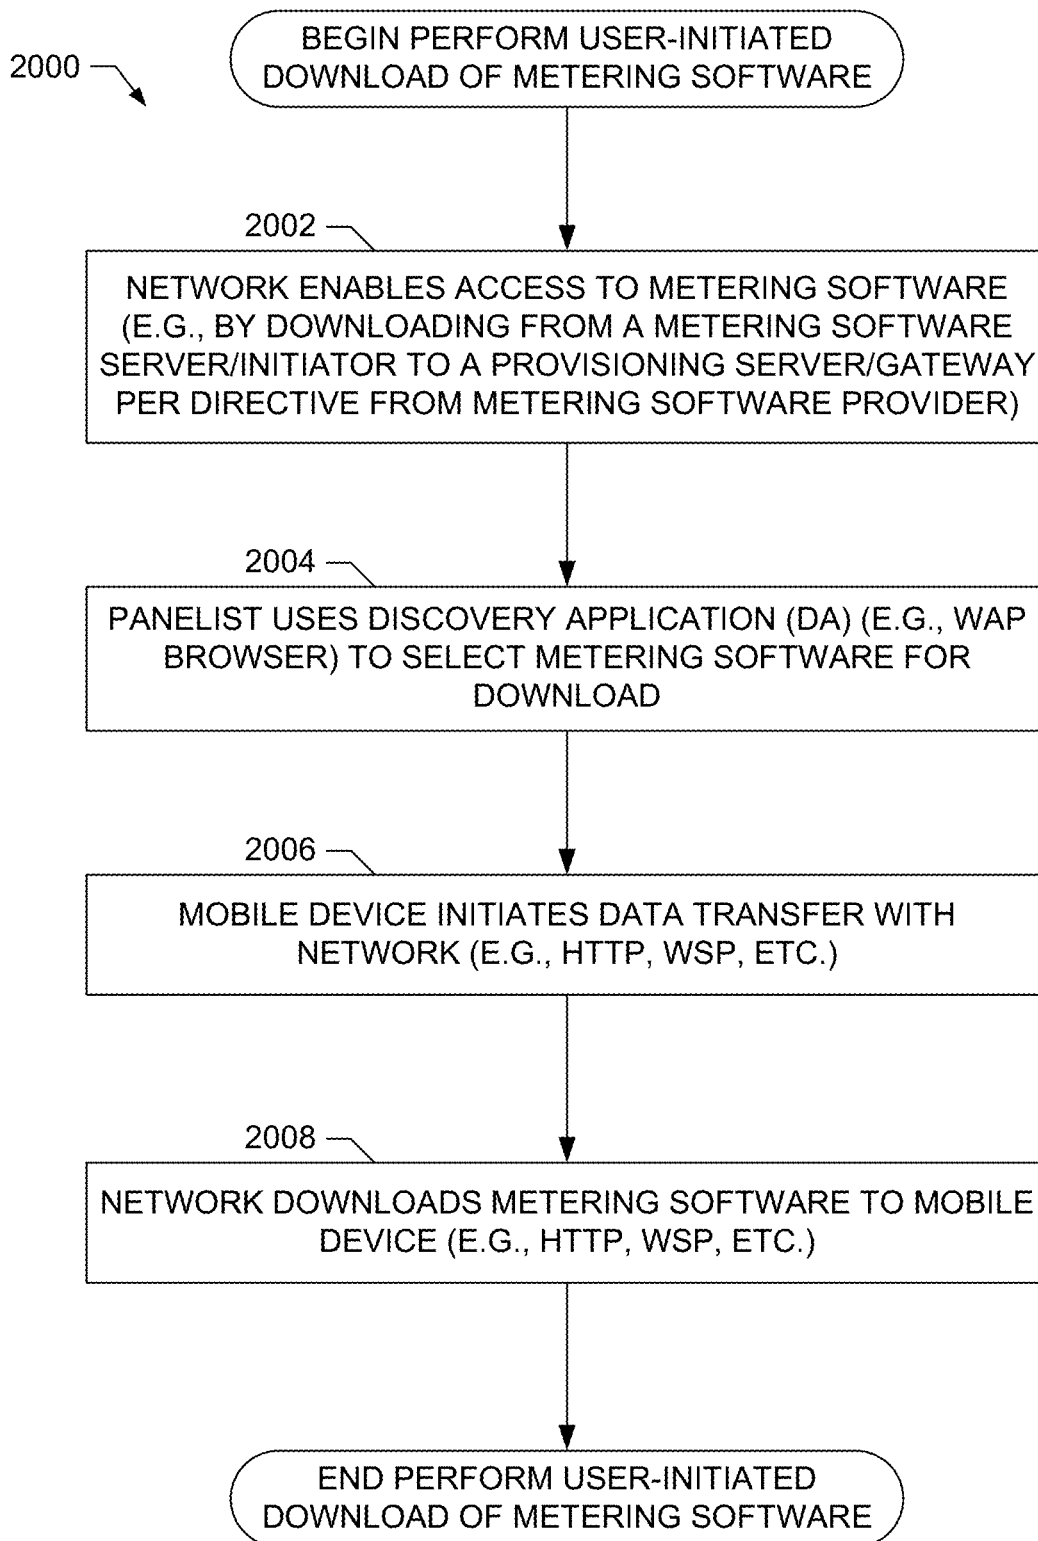 BEGIN PERFORM USER-INITIATED
DOWNLOAD OF METERING SOFTWARE
2000
2002
NETWORK ENABLES ACCESS TO METERING SOFTWARE
(E.G., BY DOWNLOADING FROM A METERING SOFTWARE
SERVER/INITIATOR TO A PROVISIONING SERVER/GATEWAY
PER DIRECTIVE FROM METERING SOFTWARE PROVIDER)
2004
PANELIST USES DISCOVERY APPLICATION (DA) (E.G., WAP
BROWSER) TO SELECT METERING SOFTWARE FOR
DOWNLOAD
2006
MOBILE DEVICE INITIATES DATA TRANSFER WITH
NETWORK (E.G., HTTP, WSP, ETC.)
2008
NETWORK DOWNLOADS METERING SOFTWARE TO MOBILE
DEVICE (E.G., HTTP, WSP, ETC.)
END PERFORM USER-INITIATED
DOWNLOAD OF METERING SOFTWARE